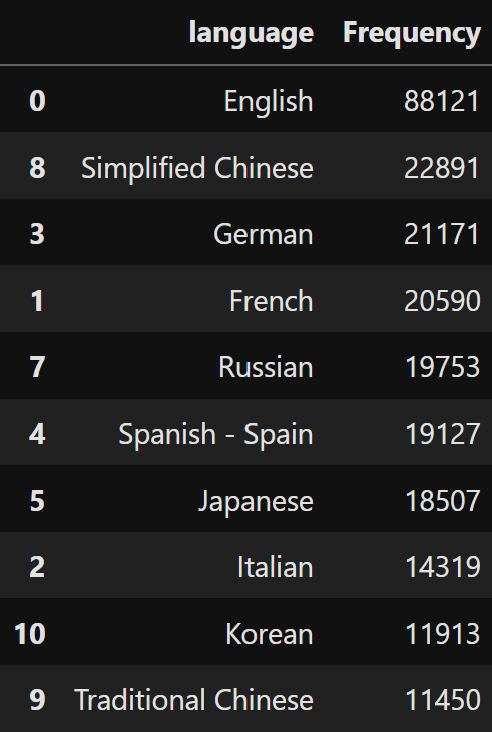 language Frequency
0 English 88121
8 Simplified Chinese 22891
3 German 21171
1 French 20590
7 Russian 19753
4 Spanish - Spain 19127
5 Japanese 18507
2 Italian 14319
10 Korean 11913
9 Traditional Chinese 11450